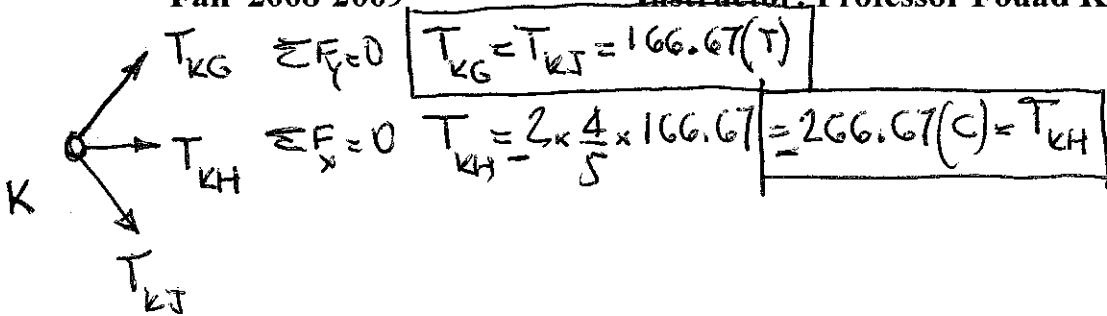 Fall 2008-2009 Instructor: Professor Fouad K
T_KG ΣF_y=0 T_KG = T_KJ = 166.67(T)
T_KH ΣF_x=0 T_KH = -2x 4/5 x 166.67 = -266.67(C) = T_KH
K
T_KJ